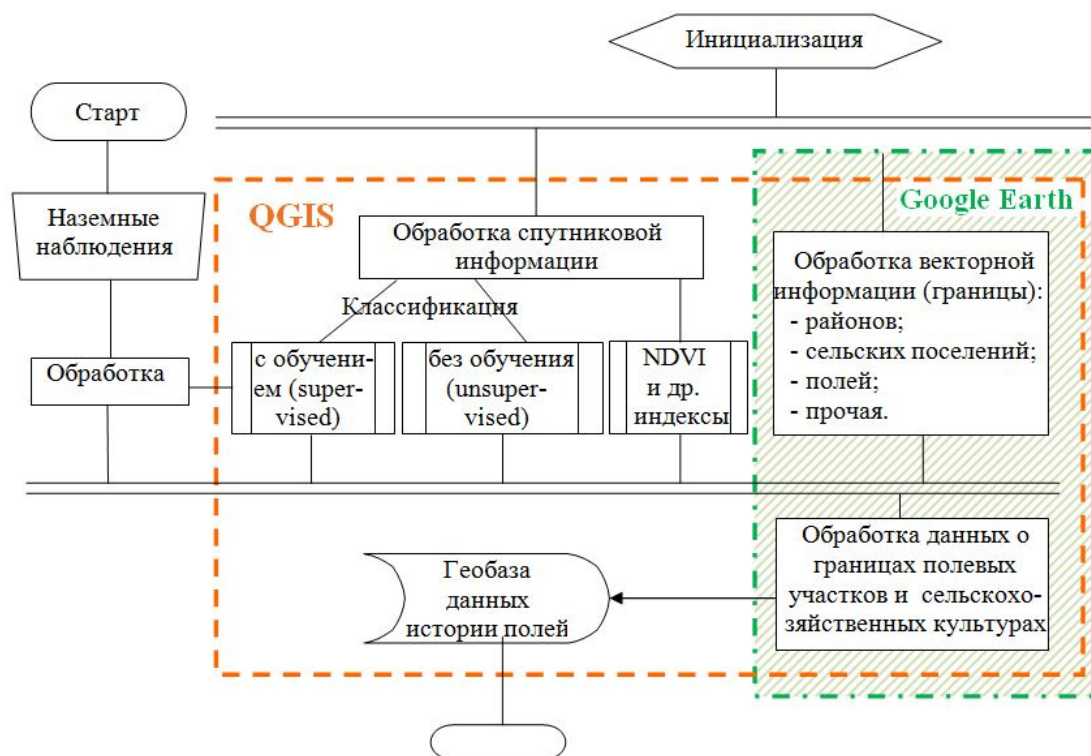 Инициализация
Старт
Наземные
наблюдения
QGIS
Google Earth
Обработка спутниковой
информации
Обработка векторной
информации (границы):
- районов;
- сельских поселений;
- полей;
- прочая.
Классификация
Обработка
с обучени-
ем (super-
vised)
без обучения
(unsuper-
vised)
NDVI
и др.
индексы
Обработка данных о
границах полевых
участков и сельскохо-
зяйственных культурах
Геобаза
данных
истории полей